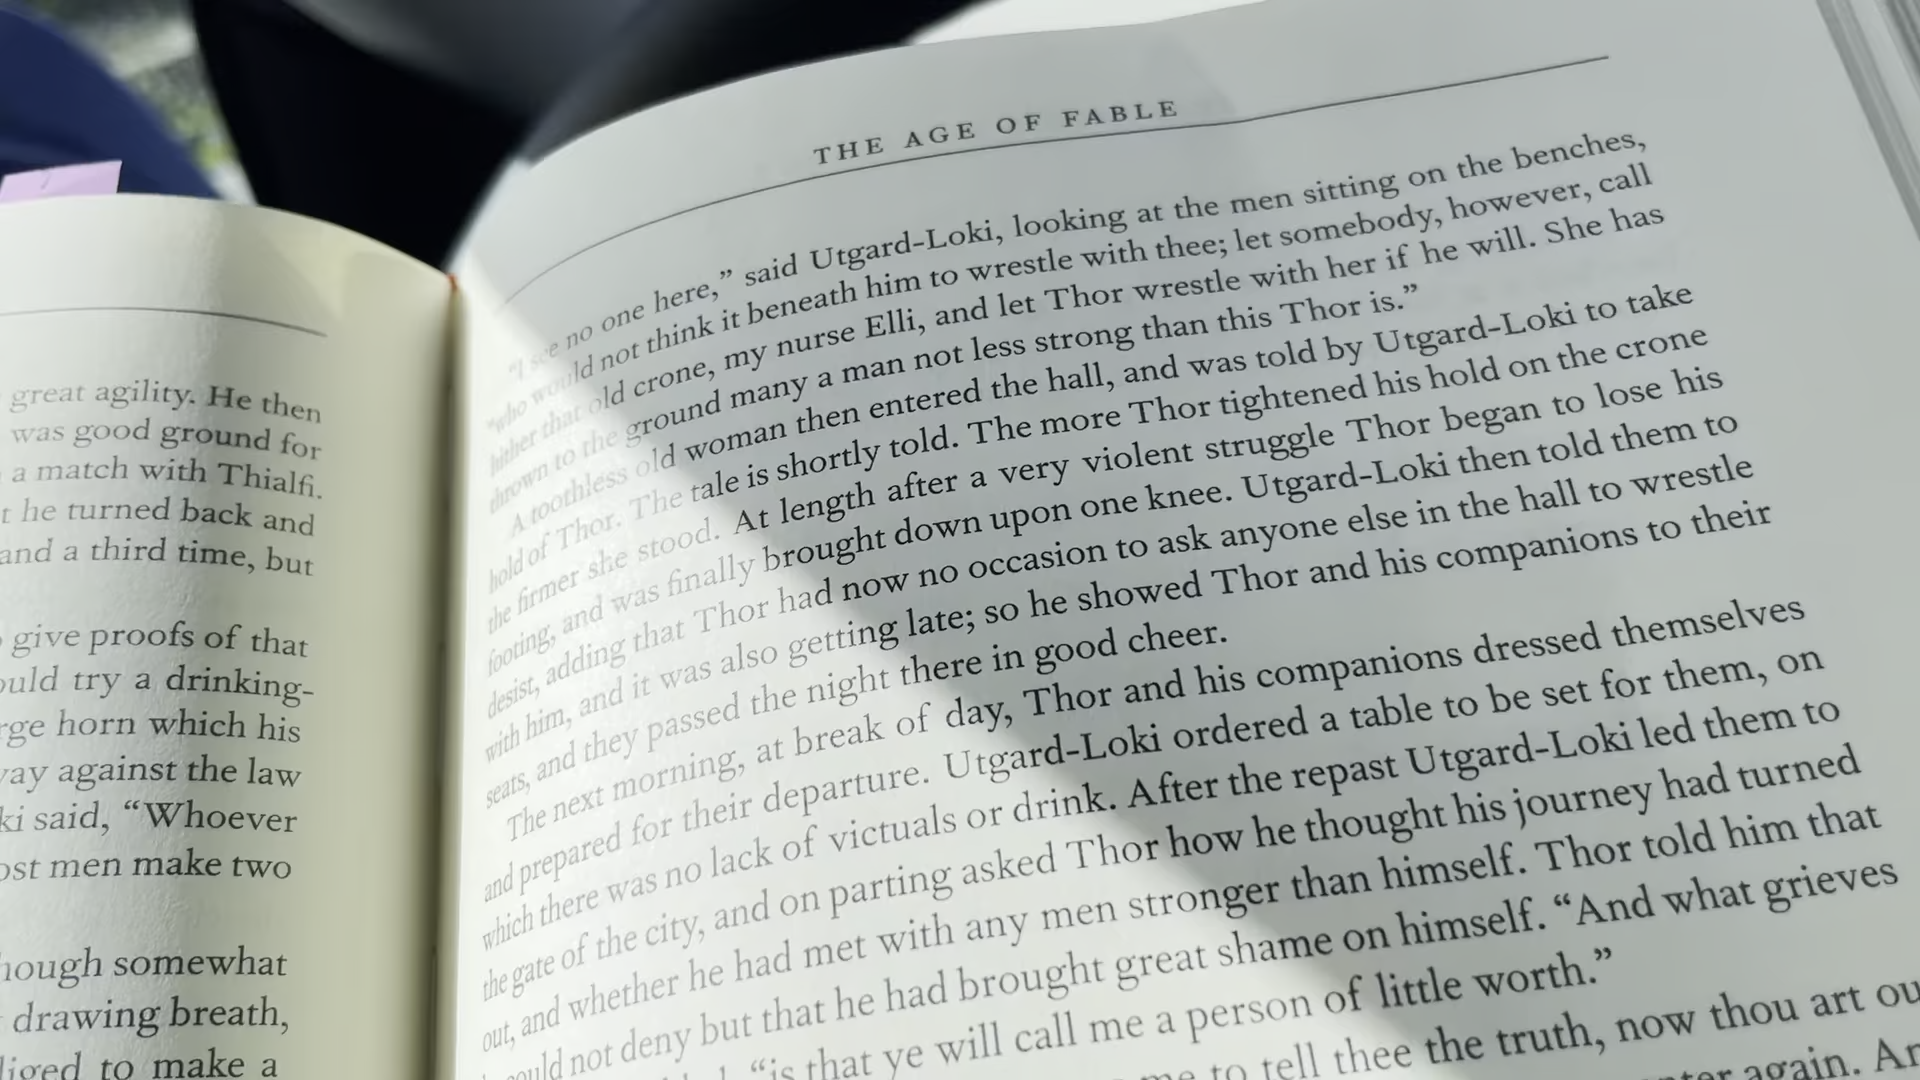 great agility. He then
was good ground for
a match with Thialfi.
he turned back and
and a third time, but
give proofs of that
try a drinking-
horn which his
against the law
said, “Whoever
men make two
somewhat
drawing breath,
to make a
THE AGE OF FABLE
“I see no one here,” said Utgard-Loki, looking at the men sitting on the benches,
“who would not think it beneath him to wrestle with thee; let somebody, however, call
hither that old crone, my nurse Elli, and let Thor wrestle with her if he will. She has
thrown to the ground many a man not less strong than this Thor is.”
A toothless old woman then entered the hall, and was told by Utgard-Loki to take
hold of Thor. The tale is shortly told. The more Thor tightened his hold on the crone
the firmer she stood. At length after a very violent struggle Thor began to lose his
footing, and was finally brought down upon one knee. Utgard-Loki then told them to
desist, adding that Thor had now no occasion to ask anyone else in the hall to wrestle
with him, and it was also getting late; so he showed Thor and his companions to their
seats, and they passed the night there in good cheer.
The next morning, at break of day, Thor and his companions dressed themselves
and prepared for their departure. Utgard-Loki ordered a table to be set for them, on
which there was no lack of victuals or drink. After the repast Utgard-Loki led them to
the gate of the city, and on parting asked Thor how he thought his journey had turned
out, and whether he had met with any men stronger than himself. Thor told him that
could not deny but that he had brought great shame on himself. “And what grieves
“is that ye will call me a person of little worth.”
to tell thee the truth, now thou art
again.